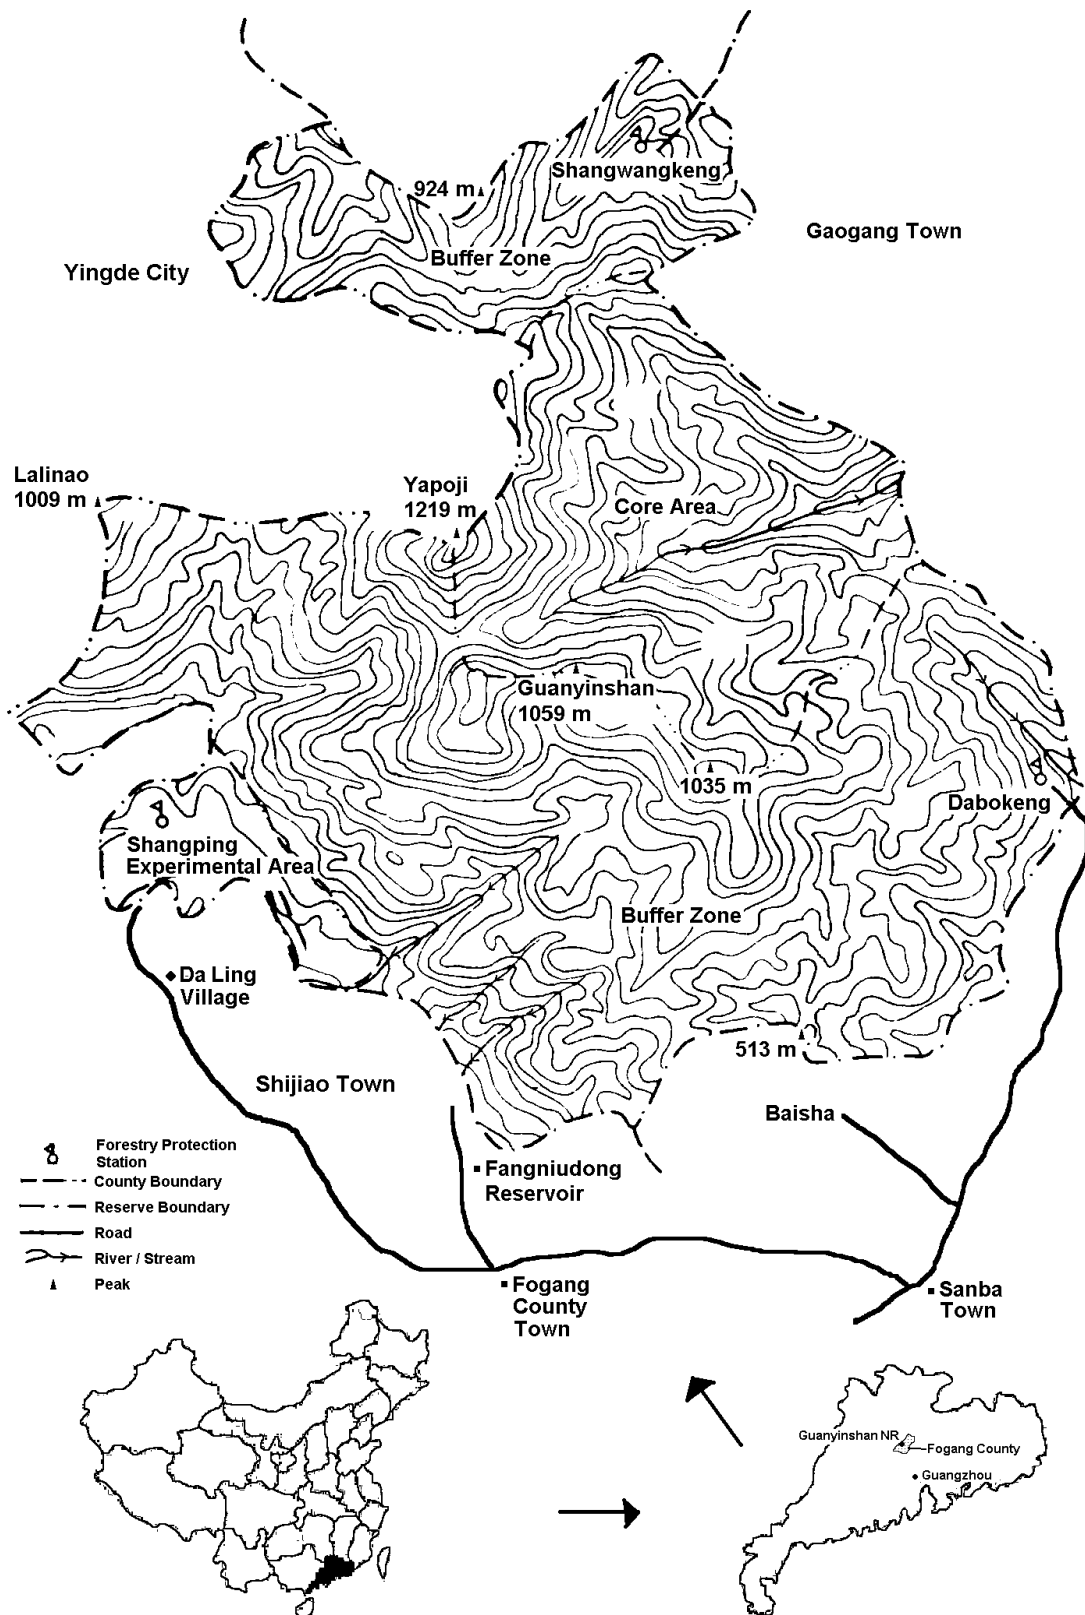 Shangwangkeng
924 m
Gaogang Town
Buffer Zone
Yingde City
Lalinao
1009 m
Yapoji
1219 m
Core Area
Guanyinshan
1059 m
1035 m
Dabokeng
Shangping
Experimental Area
Buffer Zone
Da Ling
Village
513 m
Shijiao Town
Baisha
Forestry Protection
Station
County Boundary
Reserve Boundary
Road
River / Stream
Peak
Fangniudong
Reservoir
Fogang
County
Town
Sanba
Town
Guanyinshan NR
Fogang County
Guangzhou